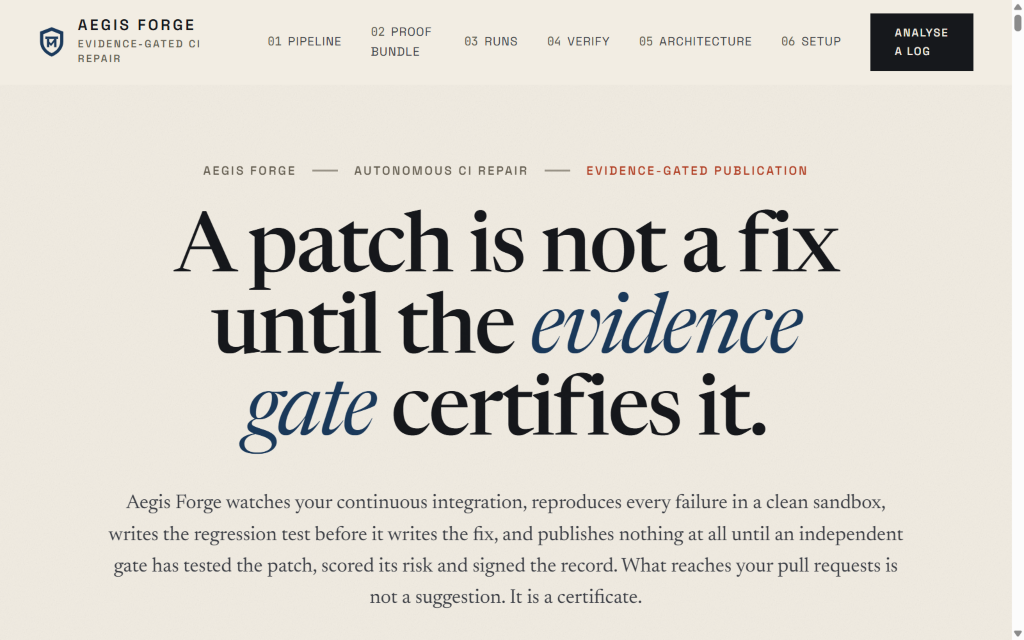 AEGIS FORGE
EVIDENCE-GATED CI
REPAIR
01 PIPELINE
02 PROOF
BUNDLE
03 RUNS
04 VERIFY
05 ARCHITECTURE
06 SETUP
ANALYSE
A LOG
AEGIS FORGE — AUTONOMOUS CI REPAIR — EVIDENCE-GATED PUBLICATION
A patch is not a fix
until the evidence
gate certifies it.
Aegis Forge watches your continuous integration, reproduces every failure in a clean sandbox,
writes the regression test before it writes the fix, and publishes nothing at all until an independent
gate has tested the patch, scored its risk and signed the record. What reaches your pull requests is
not a suggestion. It is a certificate.